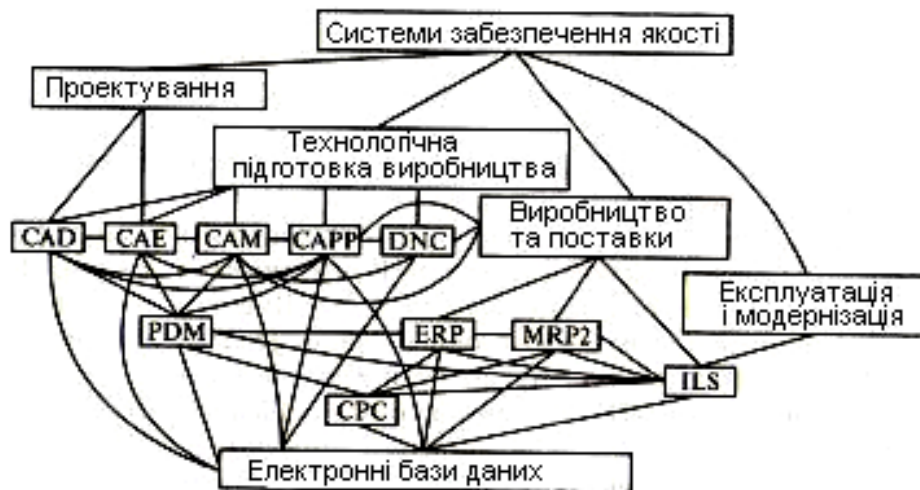 Системи забезпечення якості
Проектування
Технологічна
підготовка виробництва
Виробництво
та поставки
CAD
CAE
CAM
CAPP
DNC
Експлуатація
і модернізація
PDM
ERP
MRP2
ILS
CPC
Електронні бази даних